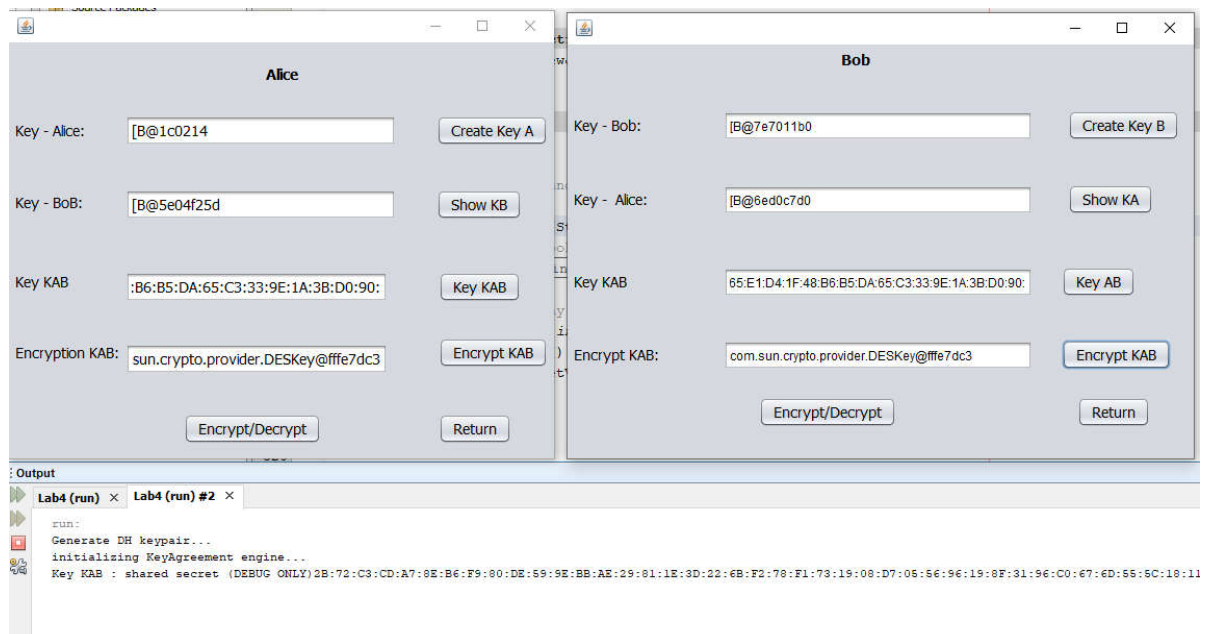 Source Packages
Alice
Key - Alice:
[B@1c0214
Create Key A
Key - BoB:
[B@5e04f25d
Show KB
Key KAB
:B6:B5:DA:65:C3:33:9E:1A:3B:D0:90:
Key KAB
Encryption KAB:
sun.crypto.provider.DESKey@fffe7dc3
Encrypt KAB
Encrypt/Decrypt
Return
Bob
Key - Bob:
[B@7e7011b0
Create Key B
Key - Alice:
[B@6ed0c7d0
Show KA
Key KAB
65:E1:D4:1F:48:B6:B5:DA:65:C3:33:9E:1A:3B:D0:90:
Key AB
Encrypt KAB:
com.sun.crypto.provider.DESKey@fffe7dc3
Encrypt KAB
Encrypt/Decrypt
Return
Output
Lab4 (run) × Lab4 (run) #2 ×
run:
Generate DH keypair...
initializing KeyAgreement engine...
Key KAB : shared secret (DEBUG ONLY)2B:72:C3:CD:A7:8E:B6:F9:80:DE:59:9E:BB:AE:29:81:1E:3D:22:6B:F2:78:F1:73:19:08:D7:05:56:96:19:8F:31:96:C0:67:6D:55:5C:18:11